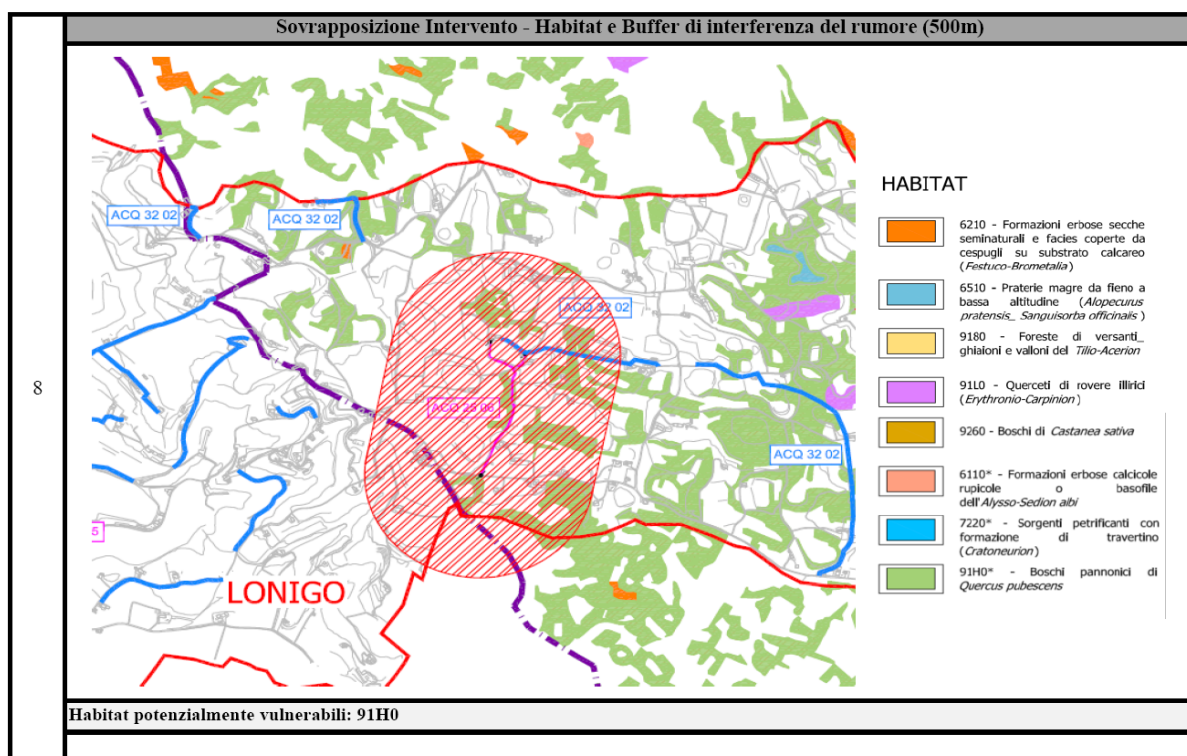 Sovrapposizione Intervento - Habitat e Buffer di interferenza del rumore (500m)
8
ACQ 32 02
ACQ 32 02
ACQ 32 02
ACQ 25 00
ACQ 32 02
5
LONIGO
HABITAT
6210 - Formazioni erbose secche
seminaturali e facies coperte da
cespugli su substrato calcareo
(Festuco-Brometalia)
6510 - Praterie magre da fieno a
bassa altitudine (Alopecurus
pratensis_ Sanguisorba officinalis)
9180 - Foreste di versanti_
ghiaioni e valloni del Tilio-Acerion
91L0 - Querceti di rovere illirici
(Erythronio-Carpinion)
9260 - Boschi di Castanea sativa
6110* - Formazioni erbose calcicole
rupicole o basofile
dell'Alysso-Sedion albi
7220* - Sorgenti petrificanti con
formazione di travertino
(Cratoneurion)
91H0* - Boschi pannonici di
Quercus pubescens
Habitat potenzialmente vulnerabili: 91H0